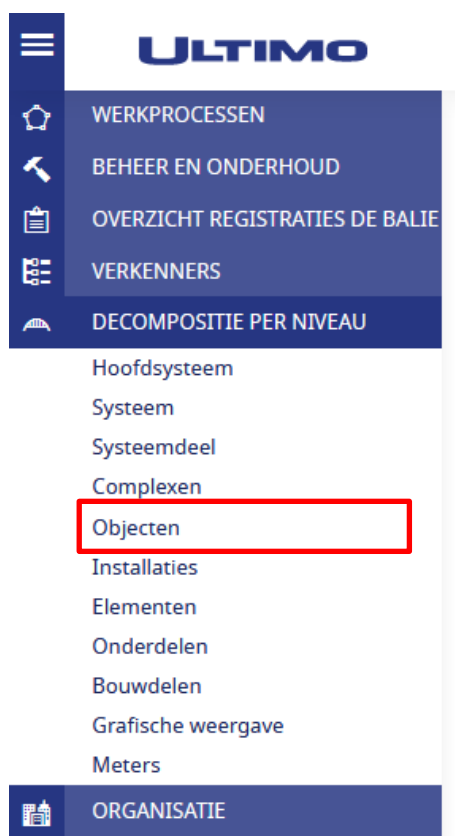 ULTIMO
WERKPROCESSEN
BEHEER EN ONDERHOUD
OVERZICHT REGISTRATIES DE BALIE
VERKENNERS
DECOMPOSITIE PER NIVEAU
Hoofdsysteem
Systeem
Systeemdeel
Complexen
Objecten
Installaties
Elementen
Onderdelen
Bouwdelen
Grafische weergave
Meters
ORGANISATIE